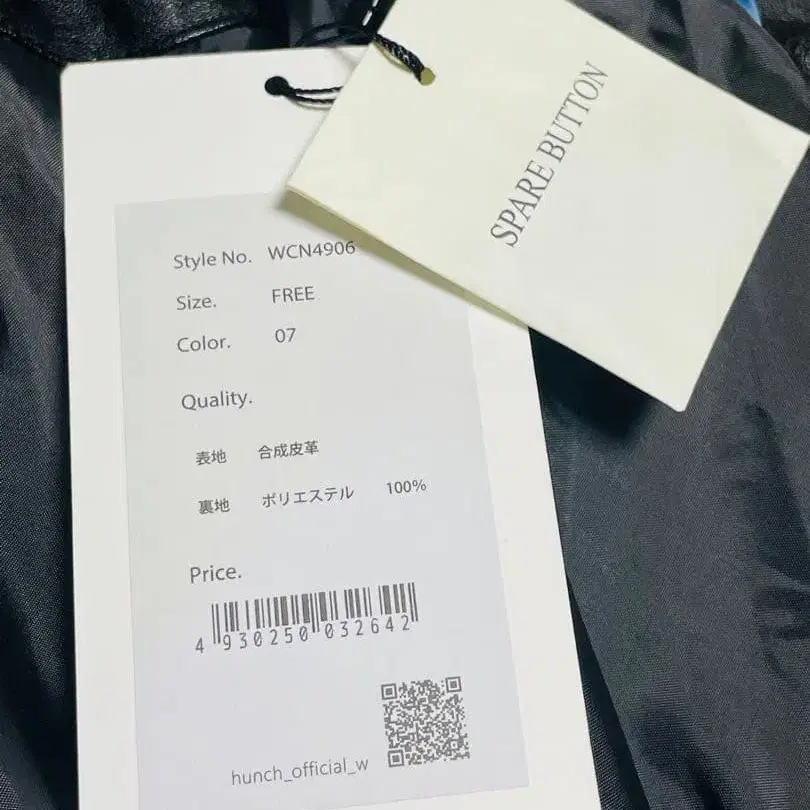 SPARE BUTTON
Style No. WCN4906
Size. FREE
Color. 07
Quality.
表地 合成皮革
裏地 ポリエステル 100%
Price.
4 930250 032642
hunch_official_w